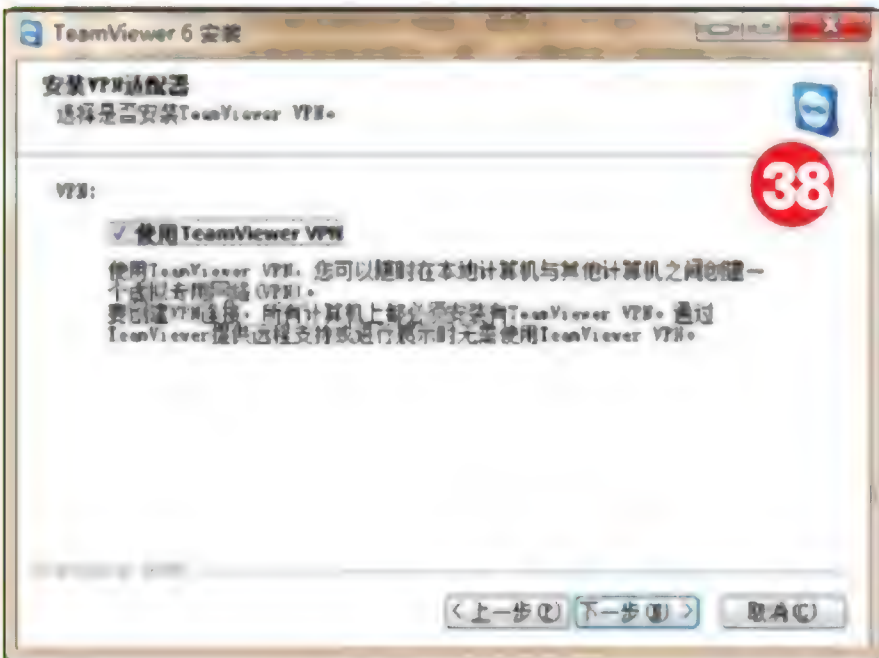 TeamViewer 6 安装
安装VPN适配器
选择是否安装TeamViewer VPN。
38
VPN:
使用TeamViewer VPN
使用TeamViewer VPN，您可以随时在本地计算机与其他计算机之间创建一
个虚拟专用网络(VPN)。
要创建VPN连接，所有计算机上都必须安装有TeamViewer VPN。通过
TeamViewer提供远程支持或进行展示时无需使用TeamViewer VPN。
<上一步(P)
下一步(N) >
取消(C)